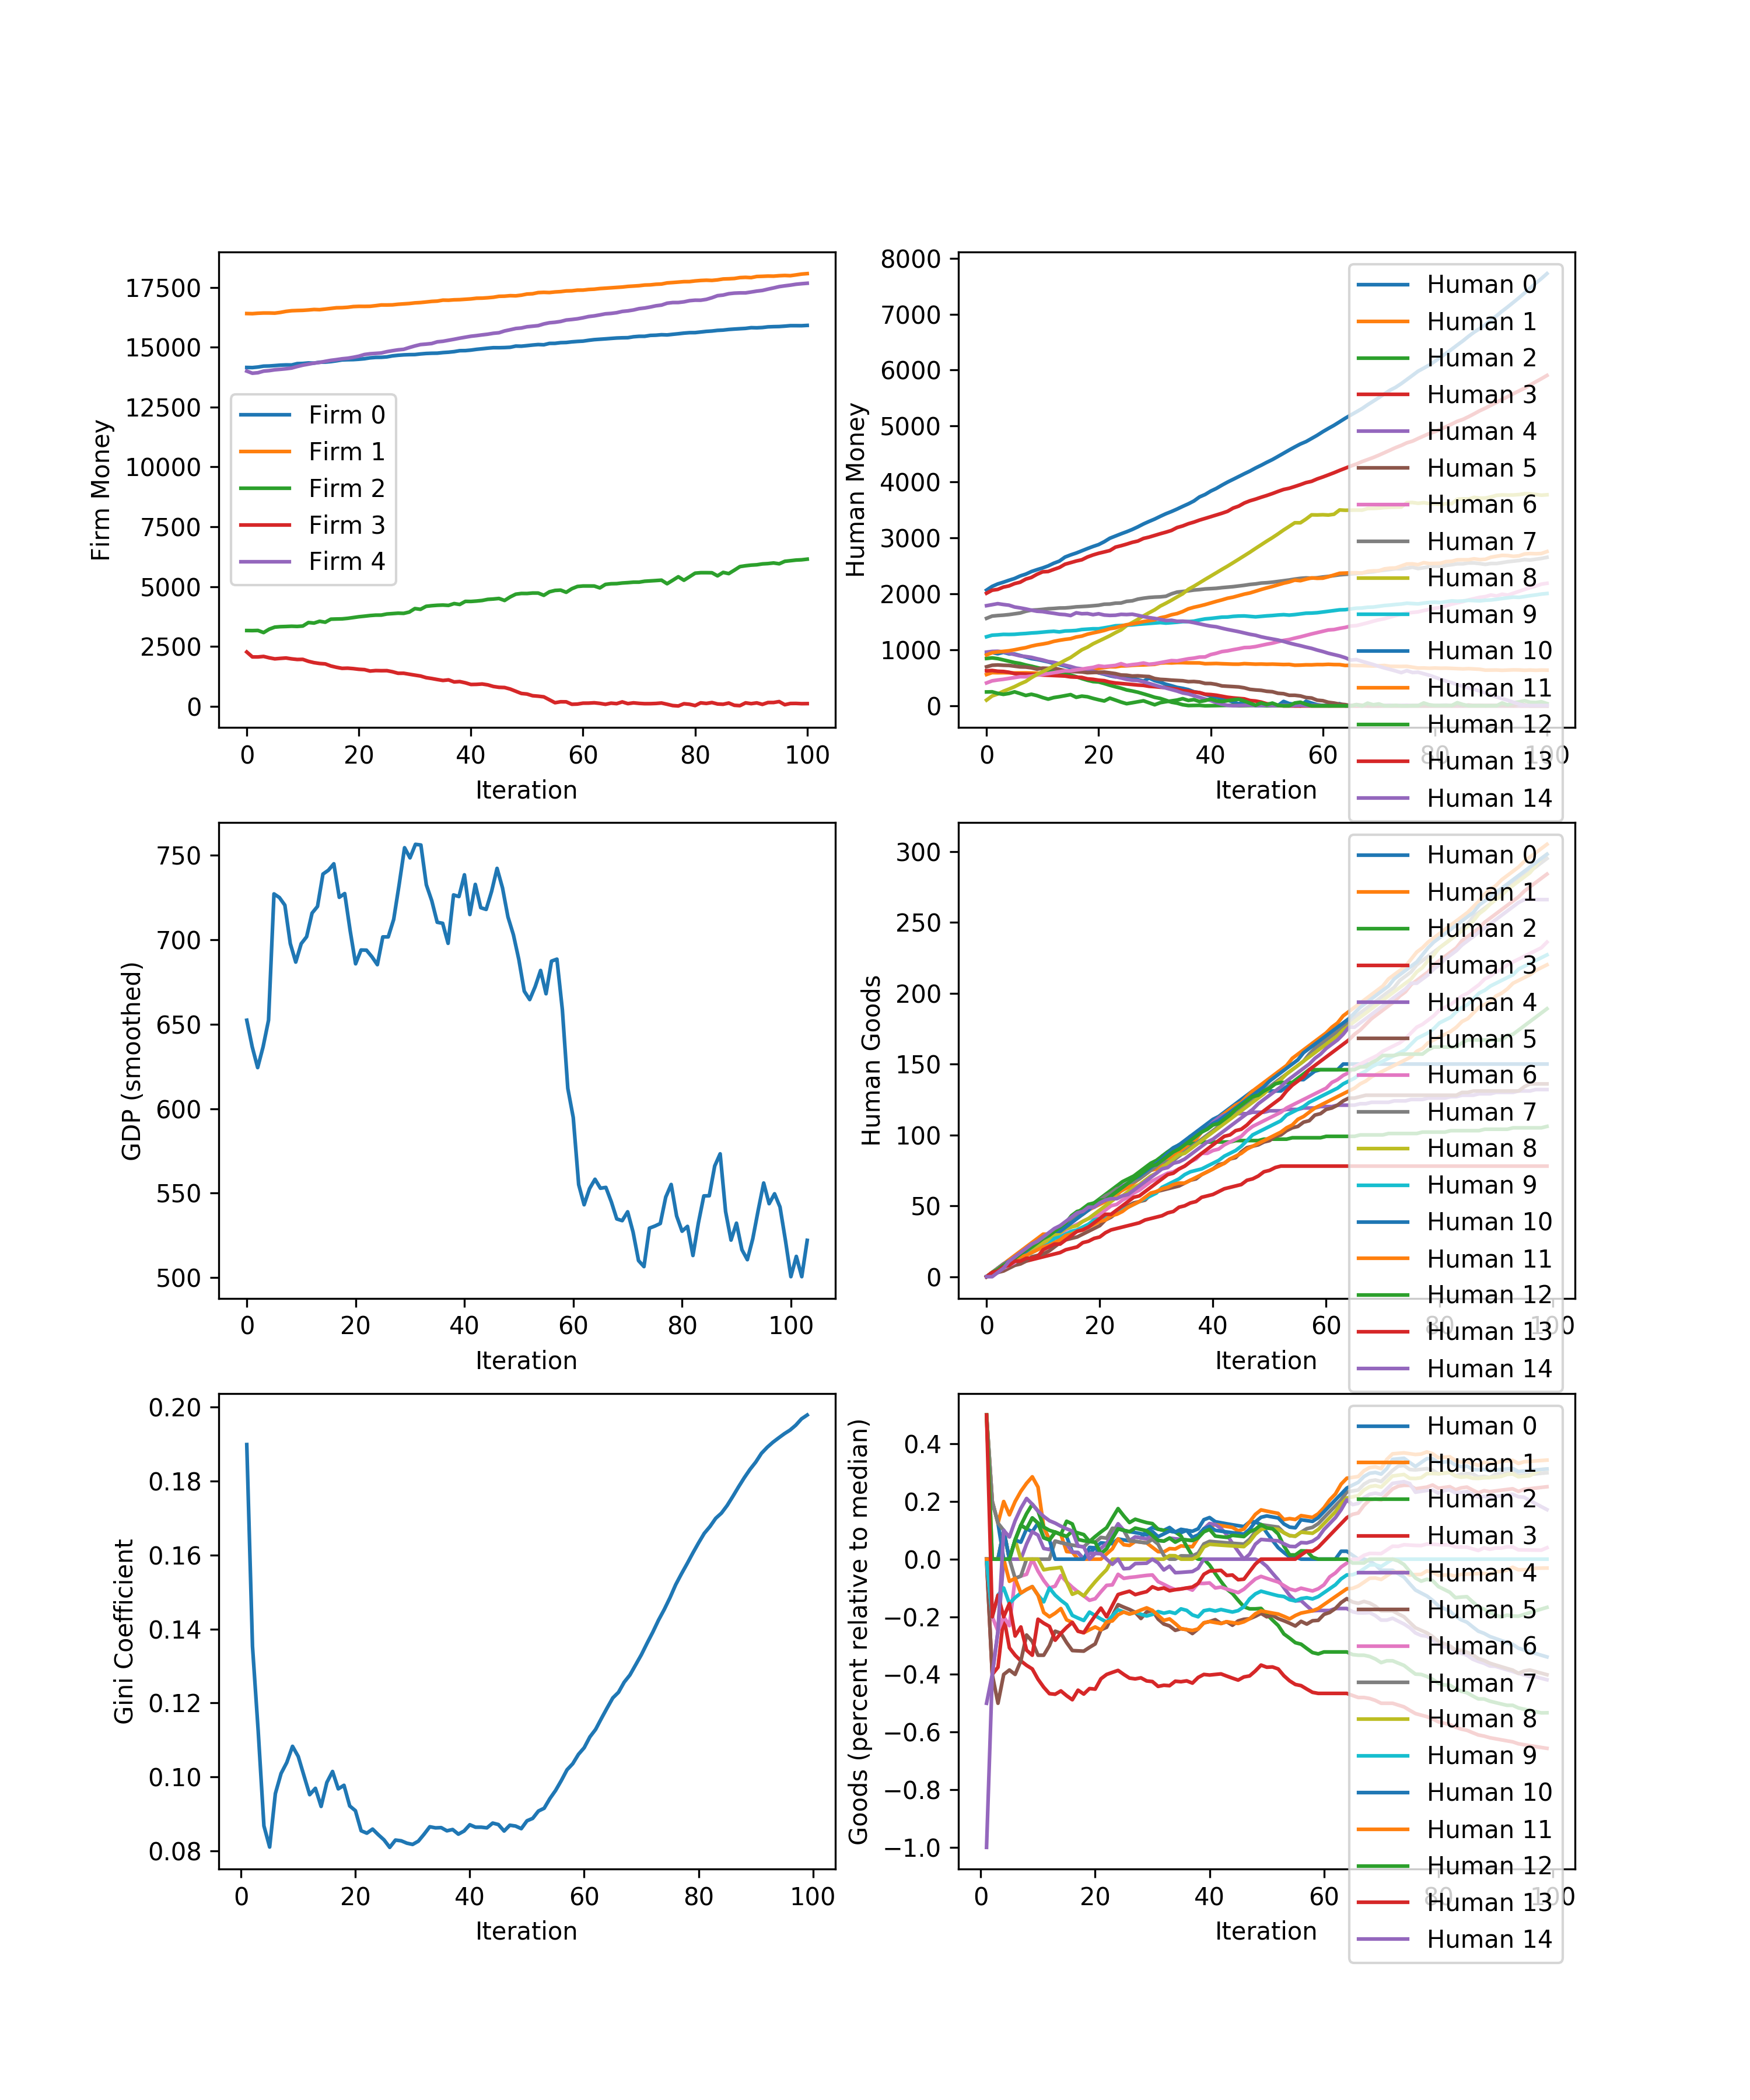 17500
15000
12500
10000
7500
5000
2500
0
Firm Money
Firm 0
Firm 1
Firm 2
Firm 3
Firm 4
0 20 40 60 80 100
Iteration
8000
7000
6000
5000
4000
3000
2000
1000
0
Human Money
Human 0
Human 1
Human 2
Human 3
Human 4
Human 5
Human 6
Human 7
Human 8
Human 9
Human 10
Human 11
Human 12
Human 13
Human 14
0 20 40 60 80 100
Iteration
750
700
650
600
550
500
GDP (smoothed)
0 20 40 60 80 100
Iteration
300
250
200
150
100
50
0
Human Goods
Human 0
Human 1
Human 2
Human 3
Human 4
Human 5
Human 6
Human 7
Human 8
Human 9
Human 10
Human 11
Human 12
Human 13
Human 14
0 20 40 60 80 100
Iteration
0.20
0.18
0.16
0.14
0.12
0.10
0.08
Gini Coefficient
0 20 40 60 80 100
Iteration
0.4
0.2
0.0
−0.2
−0.4
−0.6
−0.8
−1.0
Goods (percent relative to median)
Human 0
Human 1
Human 2
Human 3
Human 4
Human 5
Human 6
Human 7
Human 8
Human 9
Human 10
Human 11
Human 12
Human 13
Human 14
0 20 40 60 80 100
Iteration